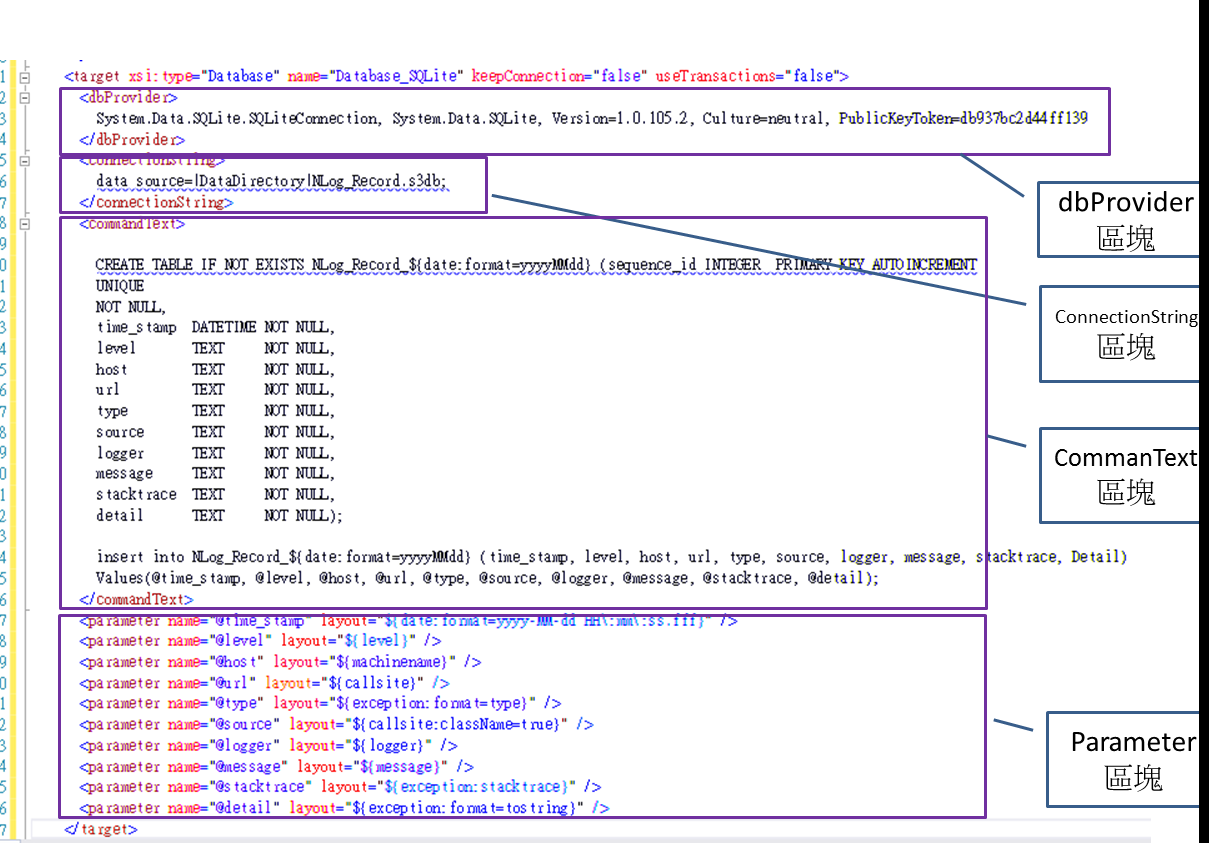 <target xsi:type="Database" name="Database_SQLite" keepConnection="false" useTransactions="false">
<dbProvider>
System.Data.SQLite.SQLiteConnection, System.Data.SQLite, Version=1.0.105.2, Culture=neutral, PublicKeyToken=db937bc2d44ff139
</dbProvider>
<connectionString>
data source=|DataDirectory|NLog_Record.s3db;
</connectionString>
<commandText>
CREATE TABLE IF NOT EXISTS NLog_Record_${date:format=yyyyMMdd} (sequence_id INTEGER PRIMARY KEY AUTOINCREMENT
UNIQUE
NOT NULL,
time_stamp DATETIME NOT NULL,
level TEXT NOT NULL,
host TEXT NOT NULL,
url TEXT NOT NULL,
type TEXT NOT NULL,
source TEXT NOT NULL,
logger TEXT NOT NULL,
message TEXT NOT NULL,
stacktrace TEXT NOT NULL,
detail TEXT NOT NULL);
insert into NLog_Record_${date:format=yyyyMMdd} (time_stamp, level, host, url, type, source, logger, message, stacktrace, Detail)
Values(@time_stamp, @level, @host, @url, @type, @source, @logger, @message, @stacktrace, @detail);
</commandText>
<parameter name="@time_stamp" layout="${date:format=yyyy-MM-dd HH\:mm\:ss.fff}" />
<parameter name="@level" layout="${level}" />
<parameter name="@host" layout="${machinename}" />
<parameter name="@url" layout="${callsite}" />
<parameter name="@type" layout="${exception:format=type}" />
<parameter name="@source" layout="${callsite:className=true}" />
<parameter name="@logger" layout="${logger}" />
<parameter name="@message" layout="${message}" />
<parameter name="@stacktrace" layout="${exception:stacktrace}" />
<parameter name="@detail" layout="${exception:format=tostring}" />
</target>
dbProvider
區塊
ConnectionString
區塊
CommanText
區塊
Parameter
區塊